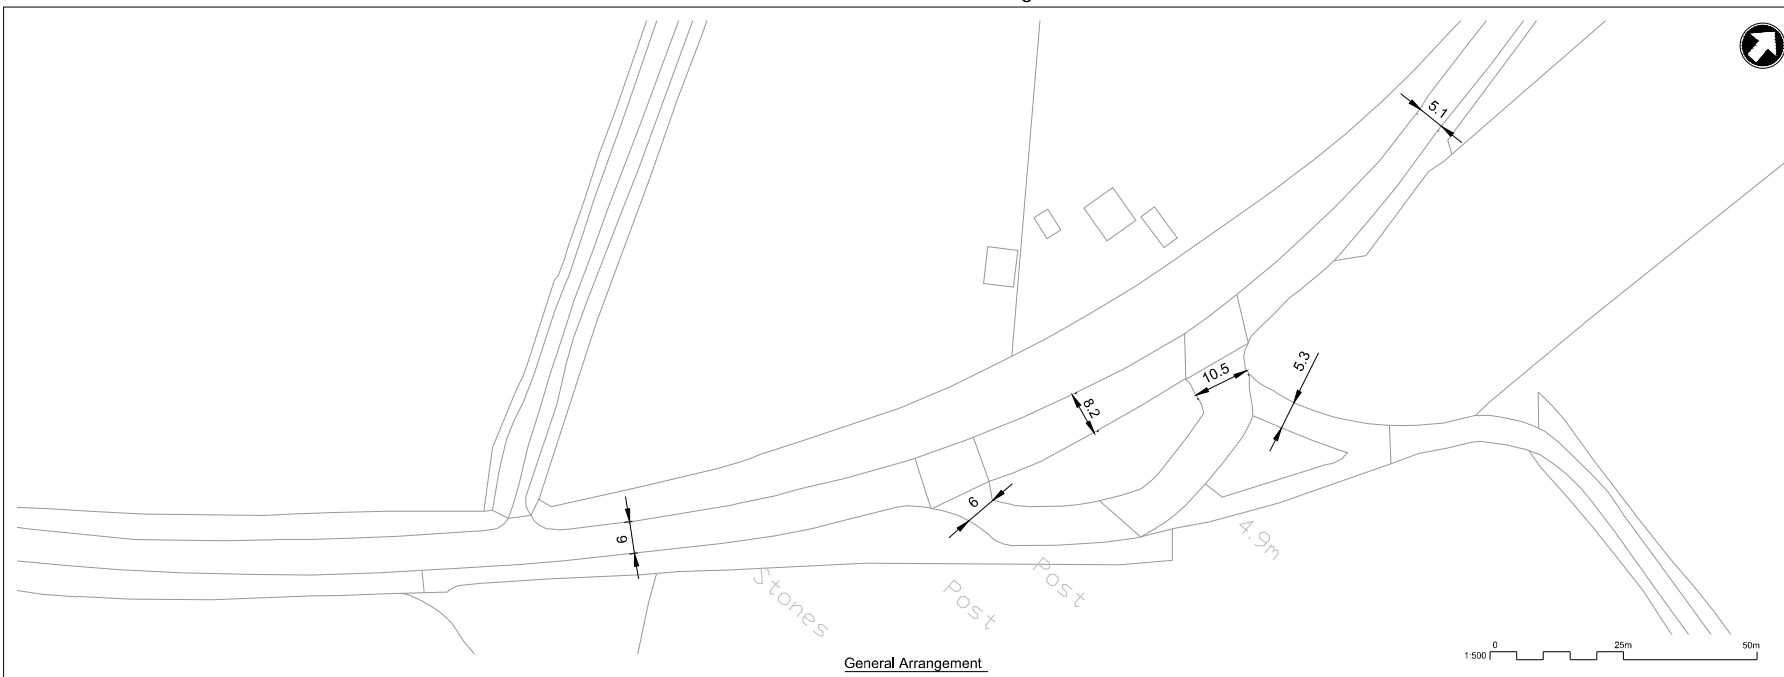 5.1
5.3
10.5
8.2
6
6
4.9m
Post
Stones
Post
0 25m 50m
1:500
General Arrangement